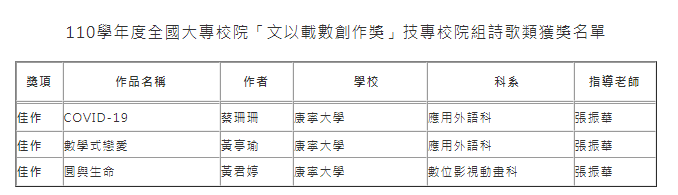 110學年度全國大專校院「文以載數創作獎」技專校院組詩歌類獲獎名單
獎項 作品名稱 作者 學校 科系 指導老師
佳作 COVID-19 蔡珊珊 康寧大學 應用外語科 張振華
佳作 數學式戀愛 黃亭瑜 康寧大學 應用外語科 張振華
佳作 圓與生命 黃君婷 康寧大學 數位影視動畫科 張振華